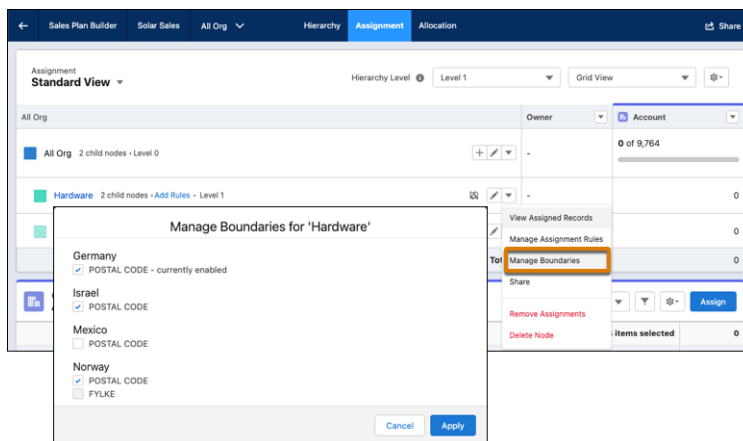 ← Sales Plan Builder Solar Sales All Org Hierarchy Assignment Allocation Share
Assignment
Standard View
Hierarchy Level Level 1 Grid View
All Org Owner Account
All Org 2 child nodes • Level 0 - 0 of 9,764
Hardware 2 child nodes • Add Rules • Level 1 - 0
View Assigned Records
Manage Assignment Rules
0
Manage Boundaries
0
Share
Assign
Remove Assignments
Delete Node
items selected 0
Manage Boundaries for 'Hardware'
Germany
POSTAL CODE - currently enabled
Israel
POSTAL CODE
Mexico
POSTAL CODE
Norway
POSTAL CODE
FYLKE
Cancel Apply